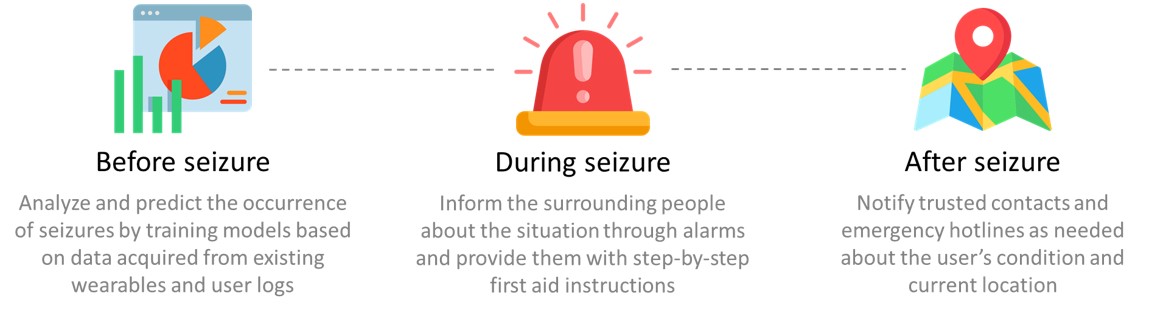 Before seizure
Analyze and predict the occurrence
of seizures by training models based
on data acquired from existing
wearables and user logs
During seizure
Inform the surrounding people
about the situation through alarms
and provide them with step-by-step
first aid instructions
After seizure
Notify trusted contacts and
emergency hotlines as needed
about the user's condition and
current location